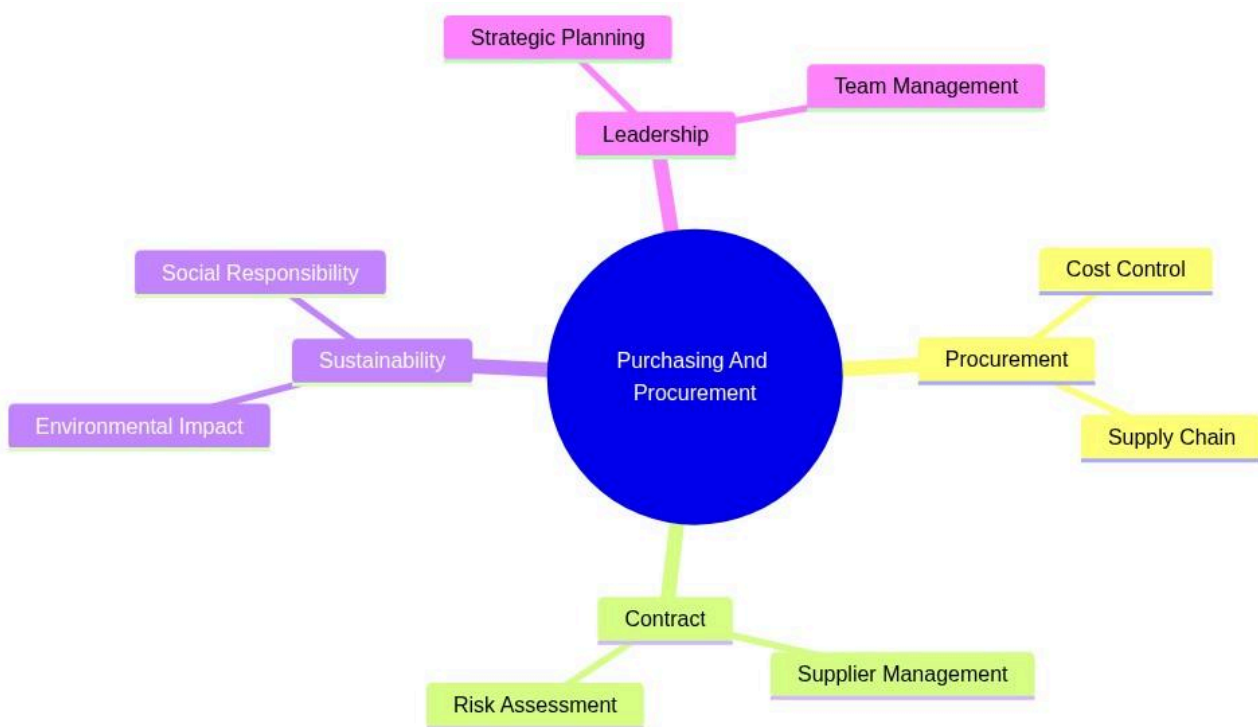 Strategic Planning
Team Management
Leadership
Social Responsibility
Cost Control
Sustainability
Purchasing And
Procurement
Procurement
Environmental Impact
Supply Chain
Contract
Supplier Management
Risk Assessment